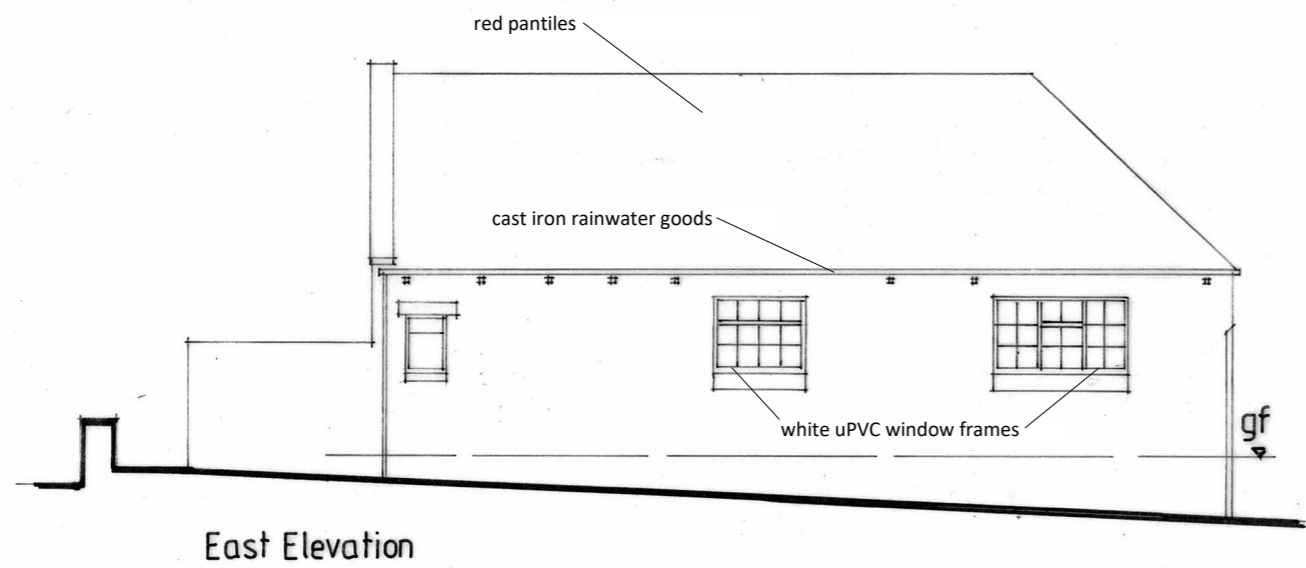 red pantiles
cast iron rainwater goods
white uPVC window frames
gf
East Elevation